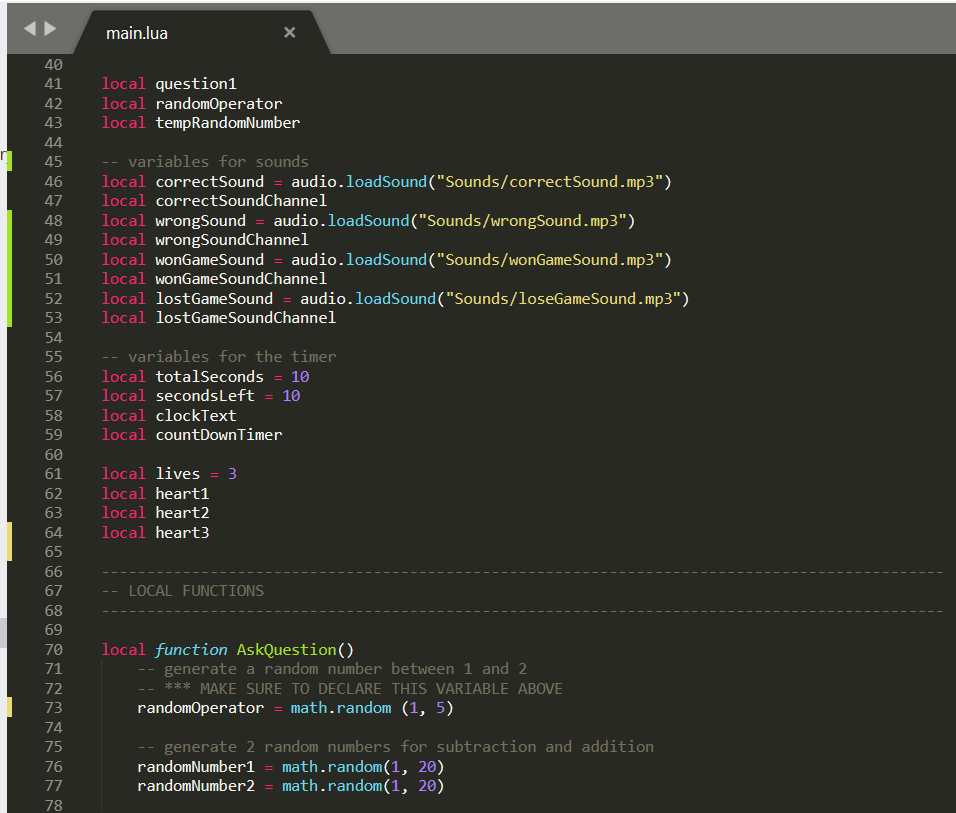 main.lua ×
40
41 local question1
42 local randomOperator
43 local tempRandomNumber
44
45 -- variables for sounds
46 local correctSound = audio.loadSound("Sounds/correctSound.mp3")
47 local correctSoundChannel
48 local wrongSound = audio.loadSound("Sounds/wrongSound.mp3")
49 local wrongSoundChannel
50 local wonGameSound = audio.loadSound("Sounds/wonGameSound.mp3")
51 local wonGameSoundChannel
52 local lostGameSound = audio.loadSound("Sounds/loseGameSound.mp3")
53 local lostGameSoundChannel
54
55 -- variables for the timer
56 local totalSeconds = 10
57 local secondsLeft = 10
58 local clockText
59 local countDownTimer
60
61 local lives = 3
62 local heart1
63 local heart2
64 local heart3
65
66 ---------------------------------------------------------------------------------------------
67 -- LOCAL FUNCTIONS
68 ---------------------------------------------------------------------------------------------
69
70 local function AskQuestion()
71 -- generate a random number between 1 and 2
72 -- *** MAKE SURE TO DECLARE THIS VARIABLE ABOVE
73 randomOperator = math.random (1, 5)
74
75 -- generate 2 random numbers for subtraction and addition
76 randomNumber1 = math.random(1, 20)
77 randomNumber2 = math.random(1, 20)
78